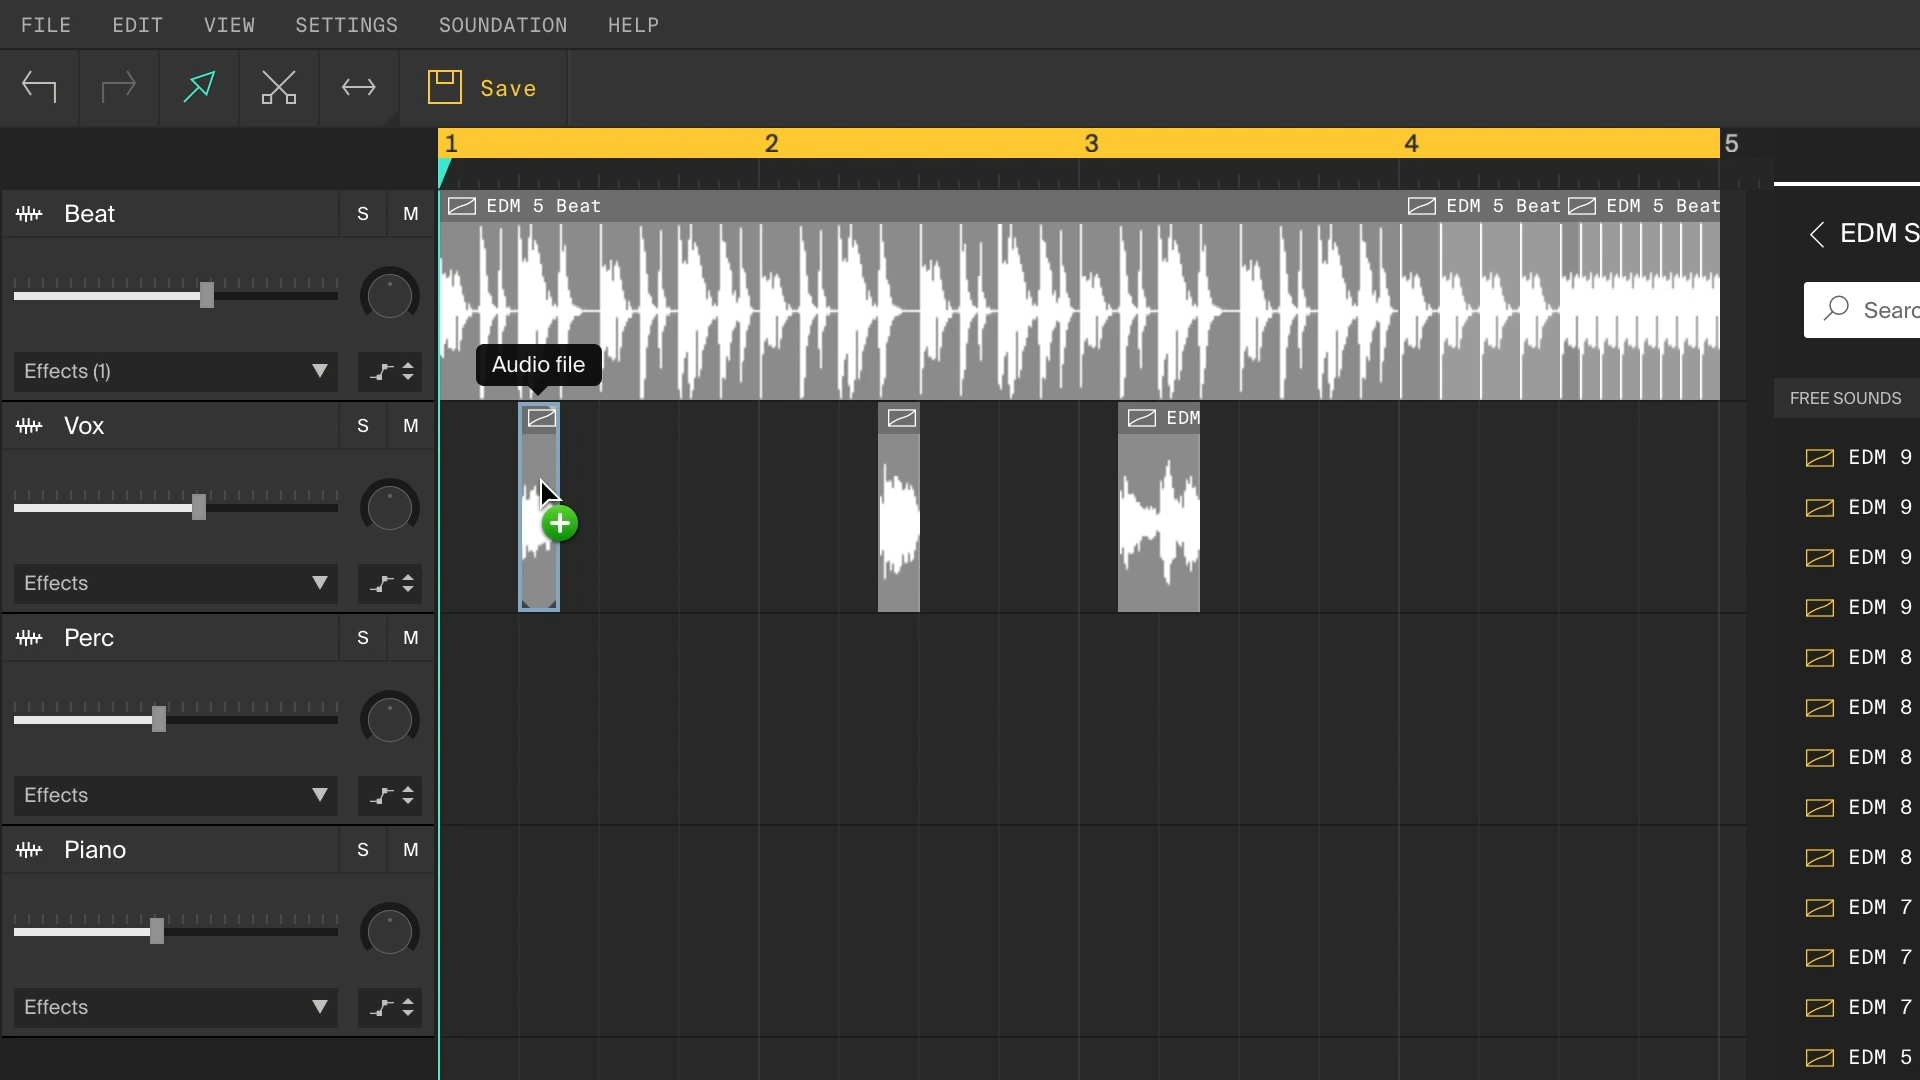 FILE EDIT VIEW SETTINGS SOUNDATION HELP
Save
1 2 3 4 5
Beat S M
EDM 5 Beat EDM 5 Beat EDM 5 Beat
EDM S
Searc
Audio file
Effects (1)
FREE SOUNDS
Vox S M
EDM
EDM 9
EDM 9
EDM 9
Effects
EDM 9
Perc S M
EDM 8
EDM 8
EDM 8
Effects
EDM 8
Piano S M
EDM 8
EDM 7
EDM 7
Effects
EDM 7
EDM 5